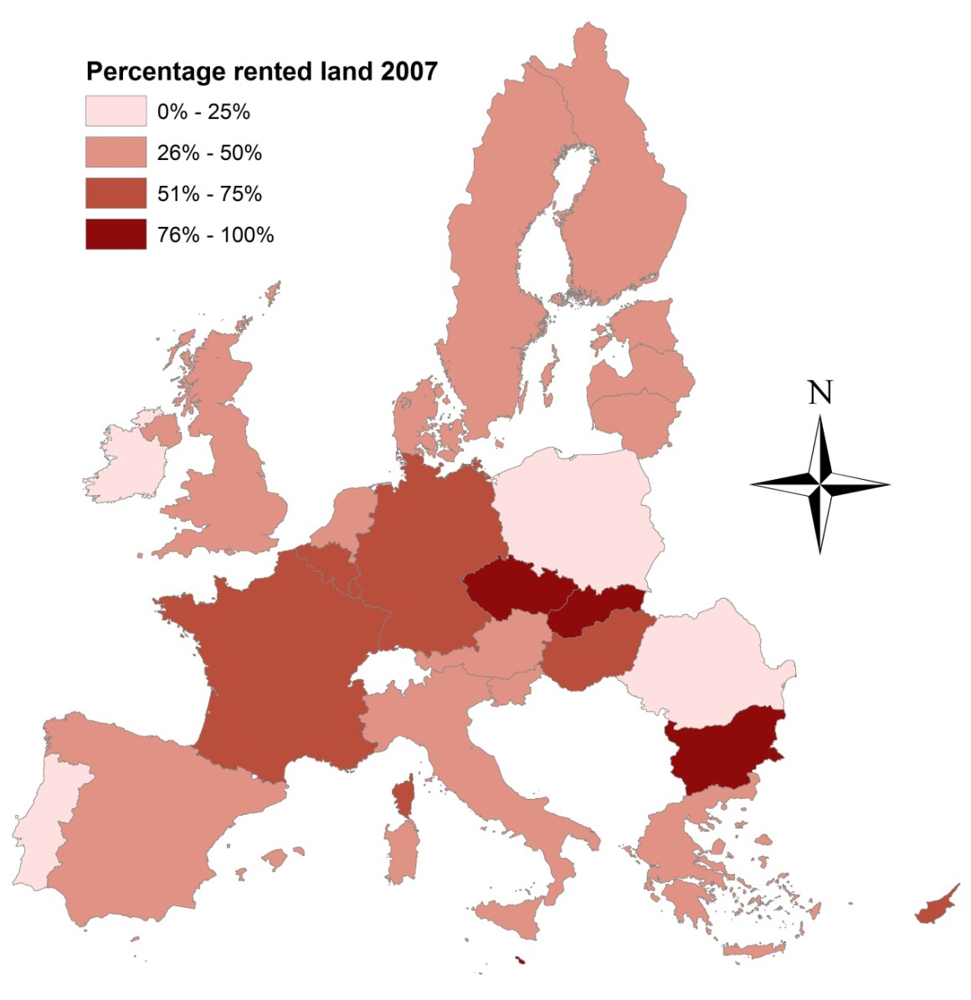 Percentage rented land 2007
0% - 25%
26% - 50%
51% - 75%
76% - 100%
N